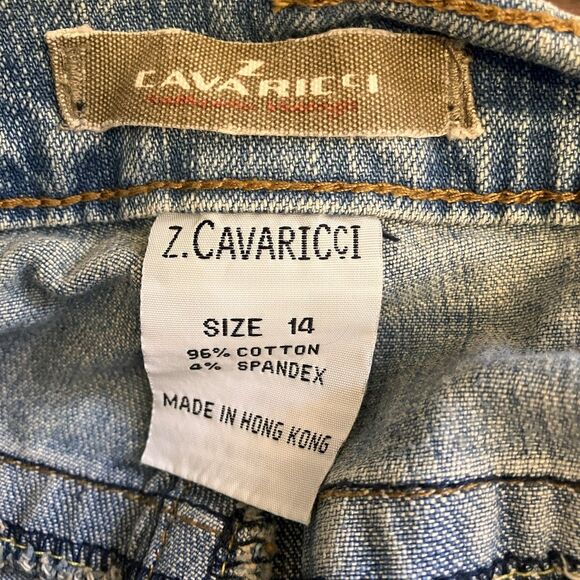 Z
CAVARICCI
Z. CAVARICCI
SIZE 14
96% COTTON
4% SPANDEX
MADE IN HONG KONG